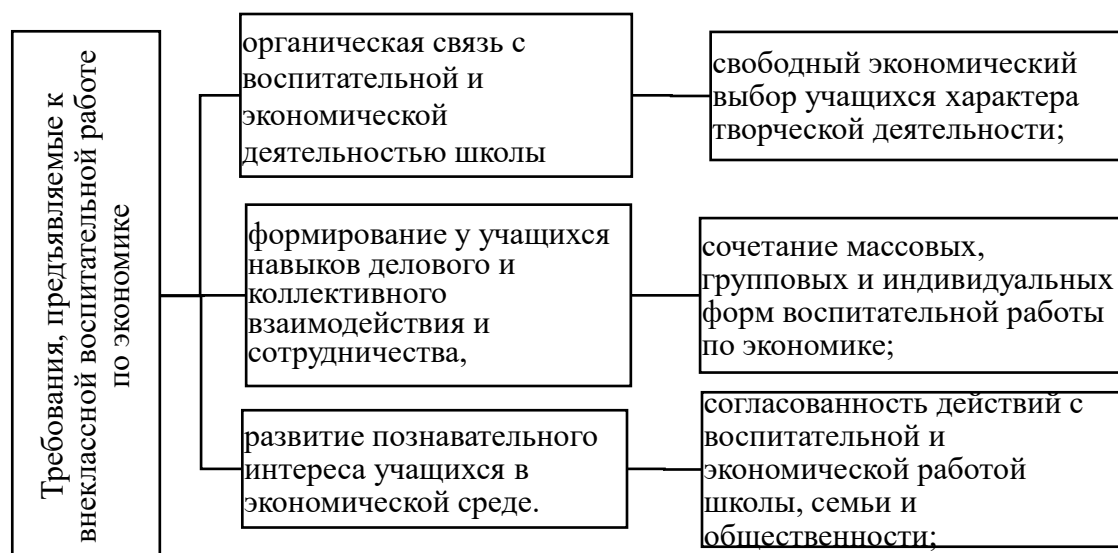 Требования, предъявляемые к
внеклассной воспитательной работе
по экономике
органическая связь с
воспитательной и
экономической
деятельностью школы
свободный экономический
выбор учащихся характера
творческой деятельности;
формирование у учащихся
навыков делового и
коллективного
взаимодействия и
сотрудничества,
сочетание массовых,
групповых и индивидуальных
форм воспитательной работы
по экономике;
развитие познавательного
интереса учащихся в
экономической среде.
согласованность действий с
воспитательной и
экономической работой
школы, семьи и
общественности;